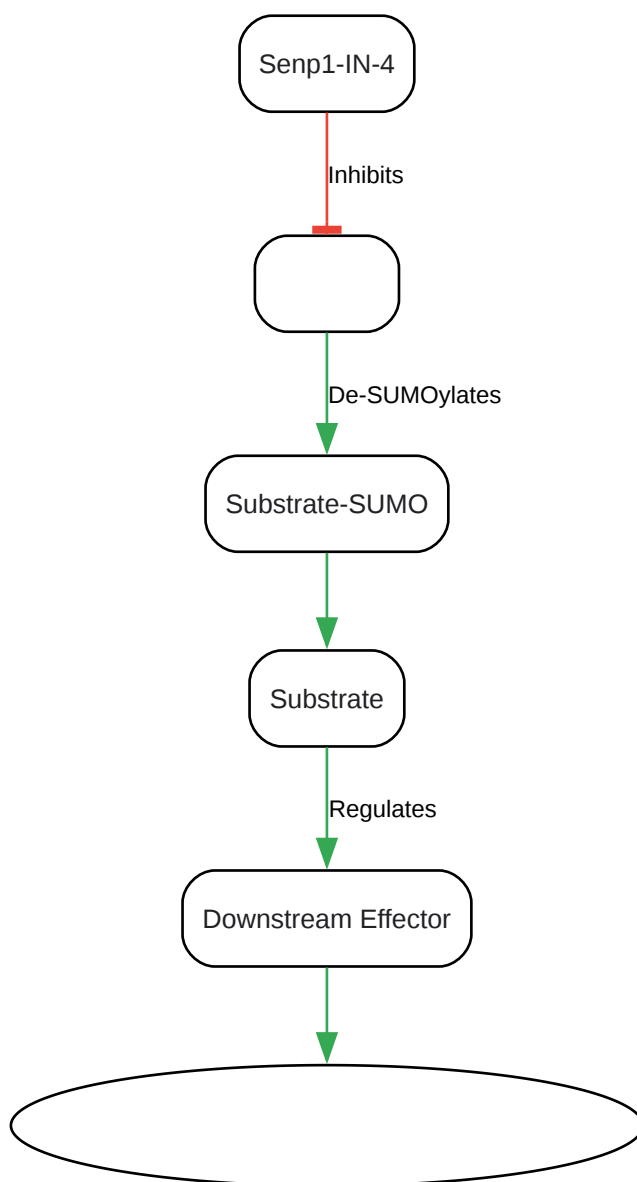 Senp1-IN-4
Inhibits
De-SUMOylates
Substrate-SUMO
Substrate
Regulates
Downstream Effector